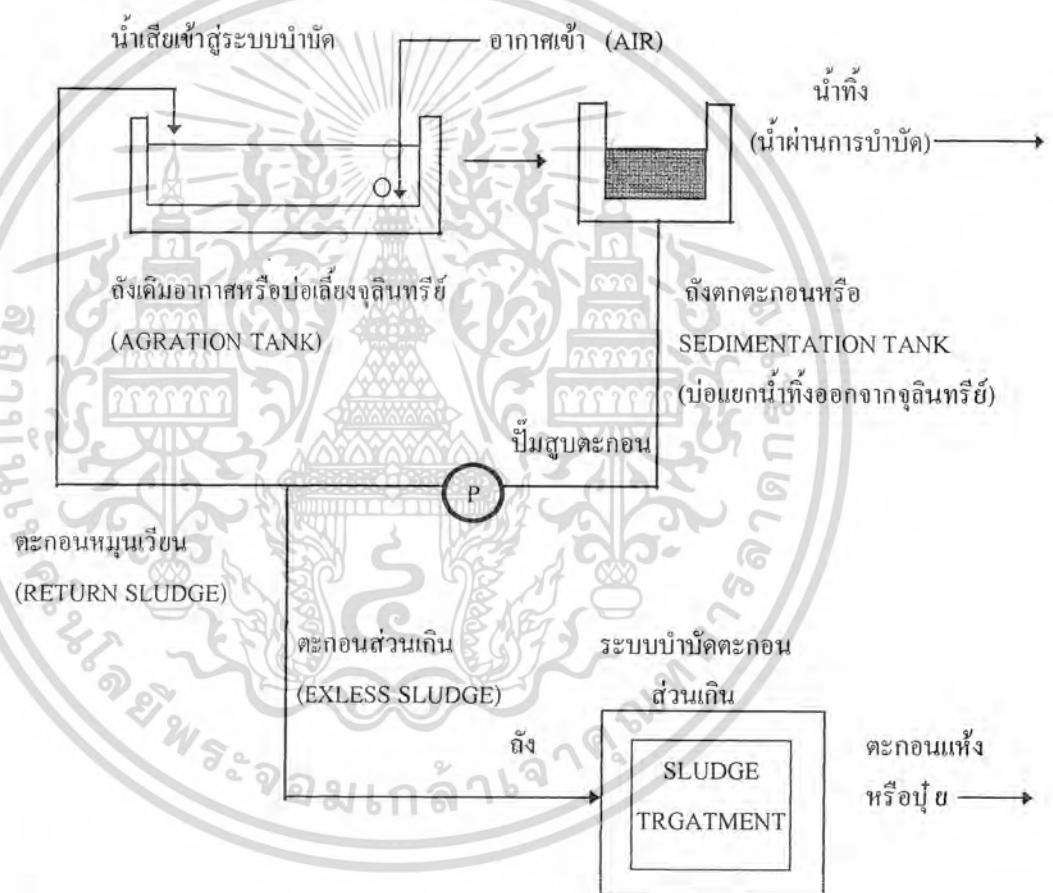 น้ำเสียเข้าสู่ระบบบำบัด
อากาศเข้า (AIR)
น้ำทิ้ง
(น้ำผ่านการบำบัด)
O
ถังเติมอากาศหรือบ่อเลี้ยงจุลินทรีย์
(AGRATION TANK)
ถังตกตะกอนหรือ
SEDIMENTATION TANK
(บ่อแยกน้ำทิ้งออกจากจุลินทรีย์)
ปั๊มสูบตะกอน
P
ตะกอนหมุนเวียน
(RETURN SLUDGE)
ตะกอนส่วนเกิน
(EXLESS SLUDGE)
ระบบบำบัดตะกอน
ส่วนเกิน
ถัง
SLUDGE
TRGATMENT
ตะกอนแห้ง
หรือปุ๋ย